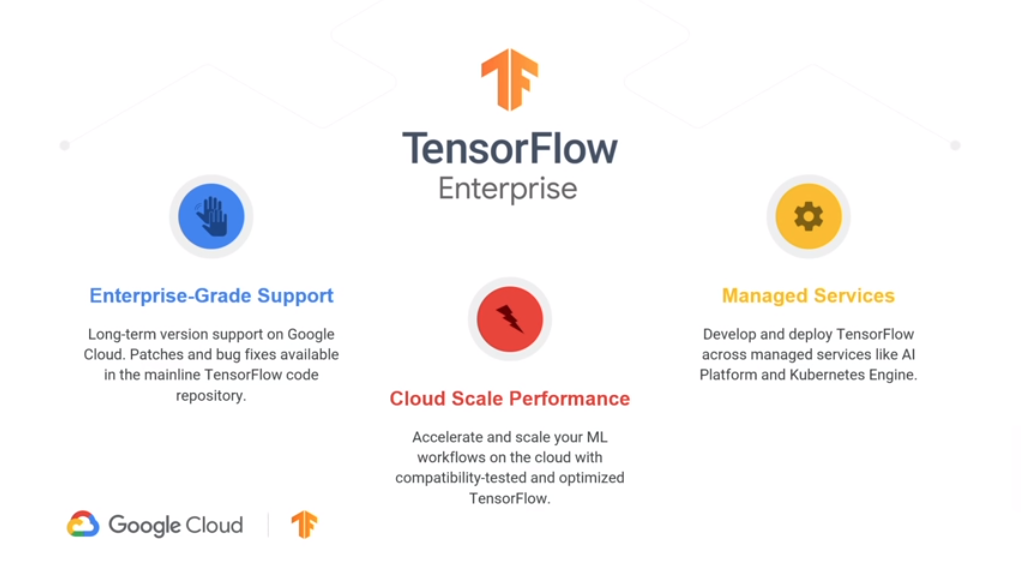 TensorFlow
Enterprise
Enterprise-Grade Support
Long-term version support on Google
Cloud. Patches and bug fixes available
in the mainline TensorFlow code
repository.
Cloud Scale Performance
Accelerate and scale your ML
workflows on the cloud with
compatibility-tested and optimized
TensorFlow.
Managed Services
Develop and deploy TensorFlow
across managed services like AI
Platform and Kubernetes Engine.
Google Cloud